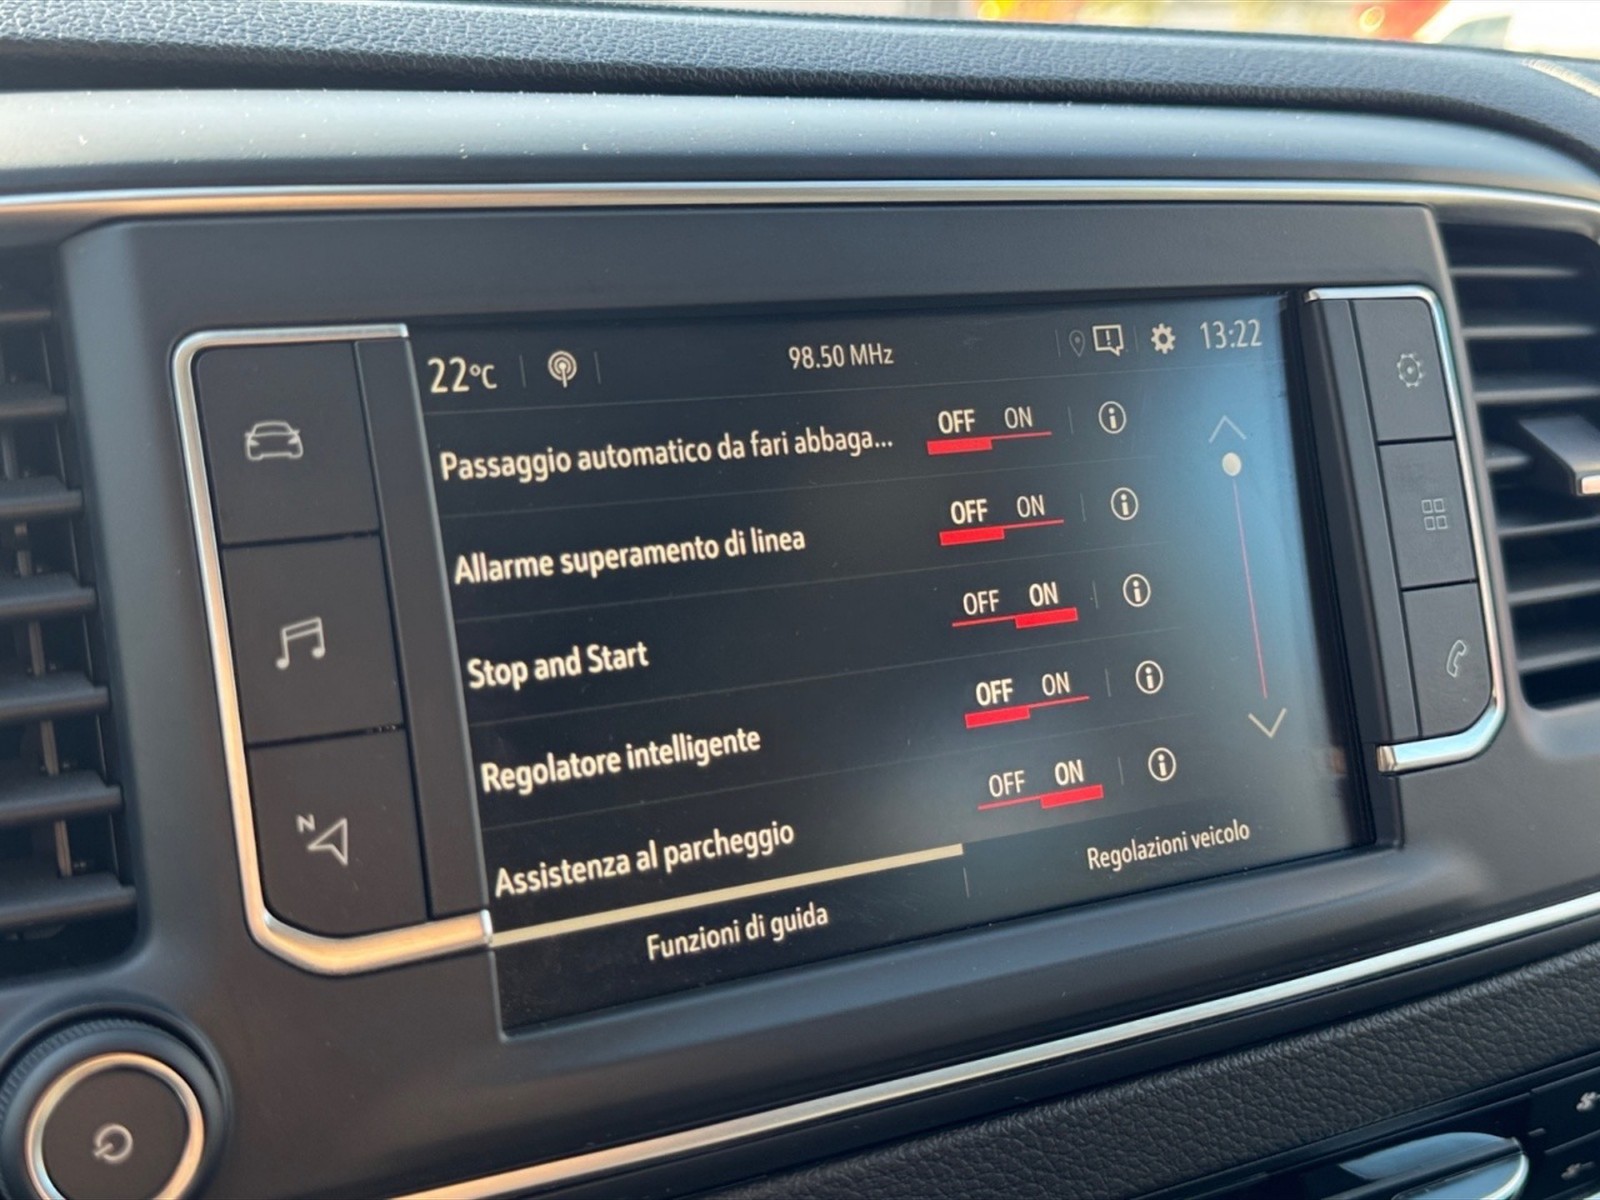 22°C 98.50 MHz 13:22
Passaggio automatico da fari abbaga... OFF ON
Allarme superamento di linea OFF ON
Stop and Start OFF ON
Regolatore intelligente OFF ON
Assistenza al parcheggio OFF ON
Funzioni di guida Regolazioni veicolo
N